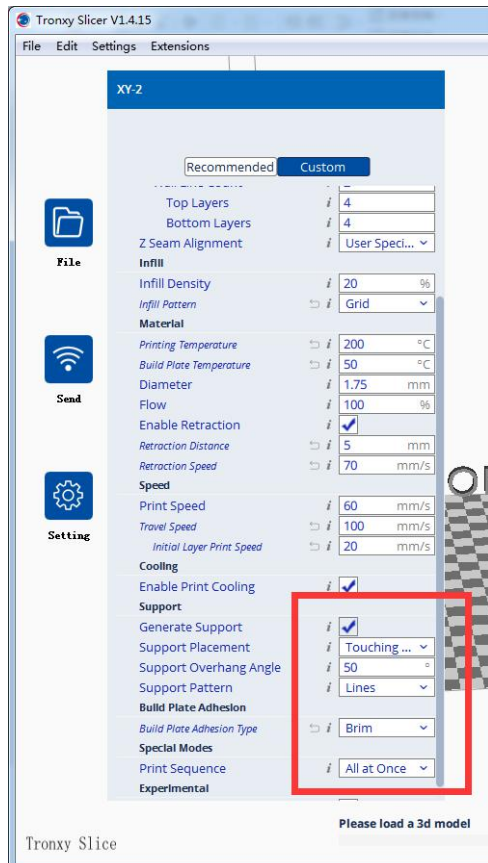 Tronxy Slicer V1.4.15
File Edit Settings Extensions
XY-2
Recommended Custom
Top Layers i 4
Bottom Layers i 4
Z Seam Alignment i User Speci...
Infill
Infill Density i 20 %
Infill Pattern i Grid
Material
Printing Temperature i 200 °C
Build Plate Temperature i 50 °C
Diameter i 1.75 mm
Flow i 100 %
Enable Retraction i
Retraction Distance i 5 mm
Retraction Speed i 70 mm/s
Speed
Print Speed i 60 mm/s
Travel Speed i 100 mm/s
Initial Layer Print Speed i 20 mm/s
Cooling
Enable Print Cooling i
Support
Generate Support i
Support Placement i Touching ...
Support Overhang Angle i 50 °
Support Pattern i Lines
Build Plate Adhesion
Build Plate Adhesion Type i Brim
Special Modes
Print Sequence i All at Once
Experimental
File
Send
Setting
Please load a 3d model
Tronxy Slice